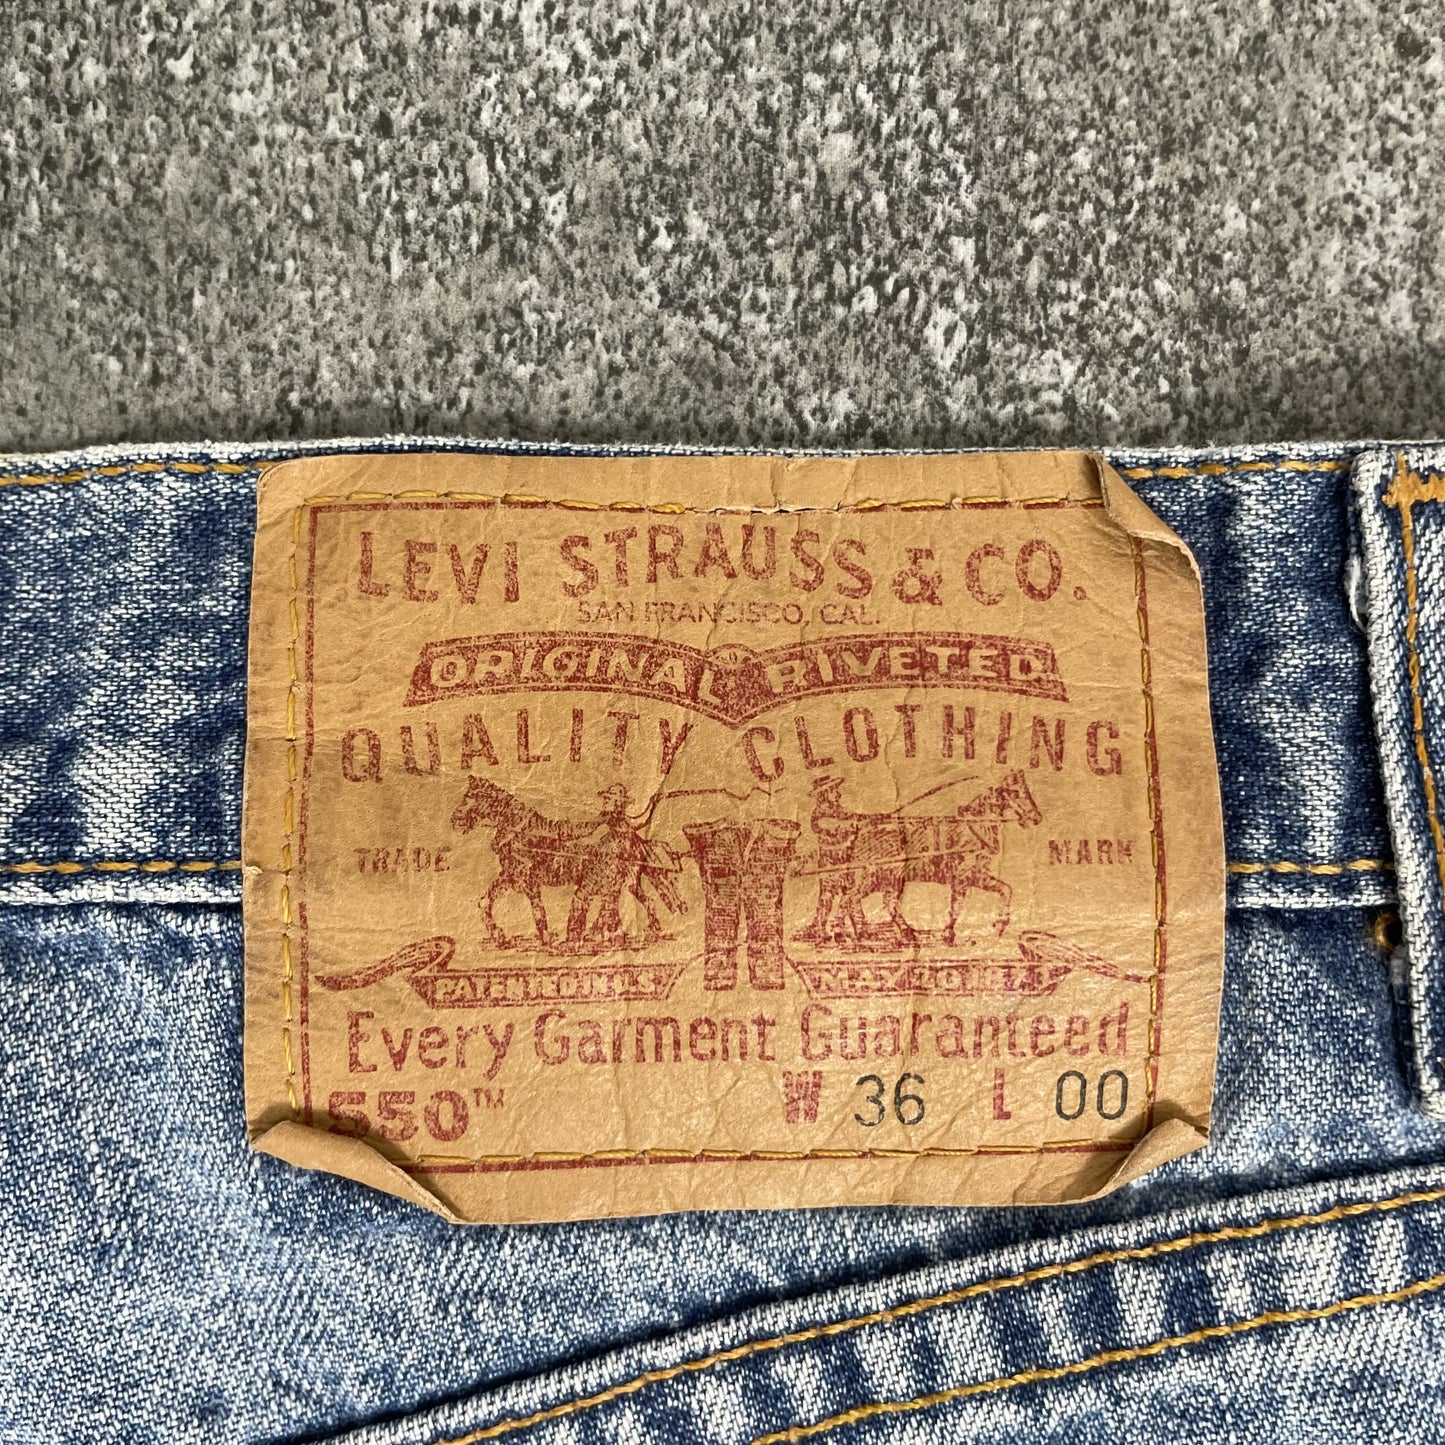 LEVI STRAUSS & CO.
SAN FRANCISCO, CAL.
ORIGINAL RIVETED
QUALITY CLOTHING
TRADE MARK
PATENTED IN U.S. MAY 20 1873
Every Garment Guaranteed
550™ W 36 L 00